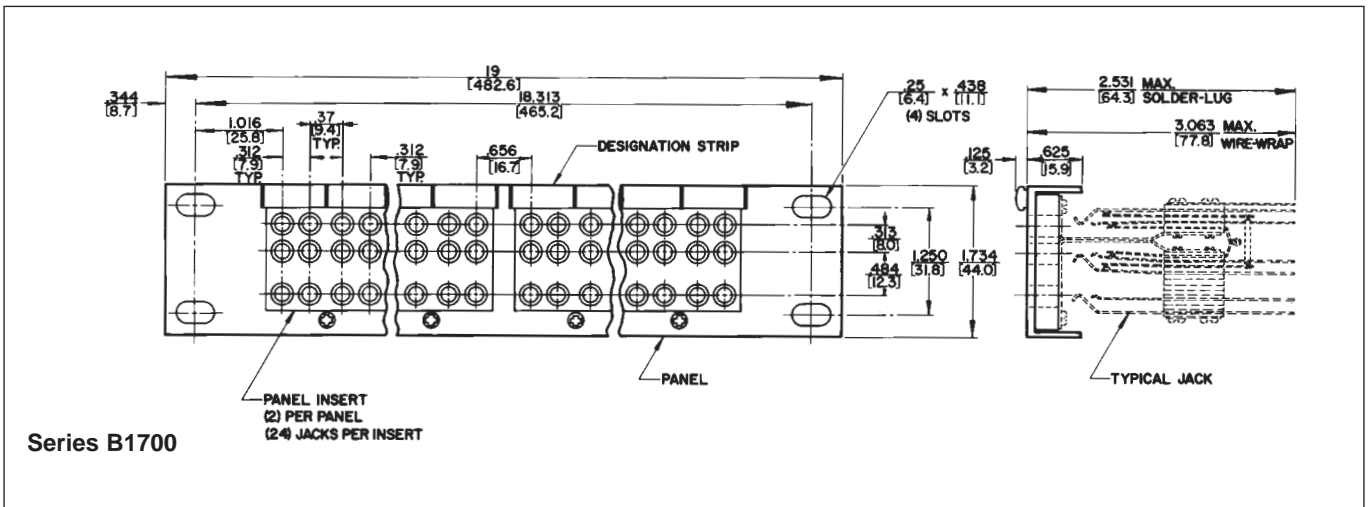 19
[482.6]
.344
[8.7]
18.313
[465.2]
.25 x .438
[6.4] [11.1]
(4) SLOTS
2.531 MAX.
[64.3] SOLDER-LUG
3.063 MAX.
[77.8] WIRE-WRAP
1.016
[25.8]
.37
[9.4]
TYP.
.312
[7.9]
TYP.
.312
[7.9]
TYP.
.656
[16.7]
DESIGNATION STRIP
.125
[3.2]
.625
[15.9]
.313
[8.0]
.484
[12.3]
1.250
[31.8]
1.734
[44.0]
PANEL
TYPICAL JACK
PANEL INSERT
(2) PER PANEL
(24) JACKS PER INSERT
Series B1700